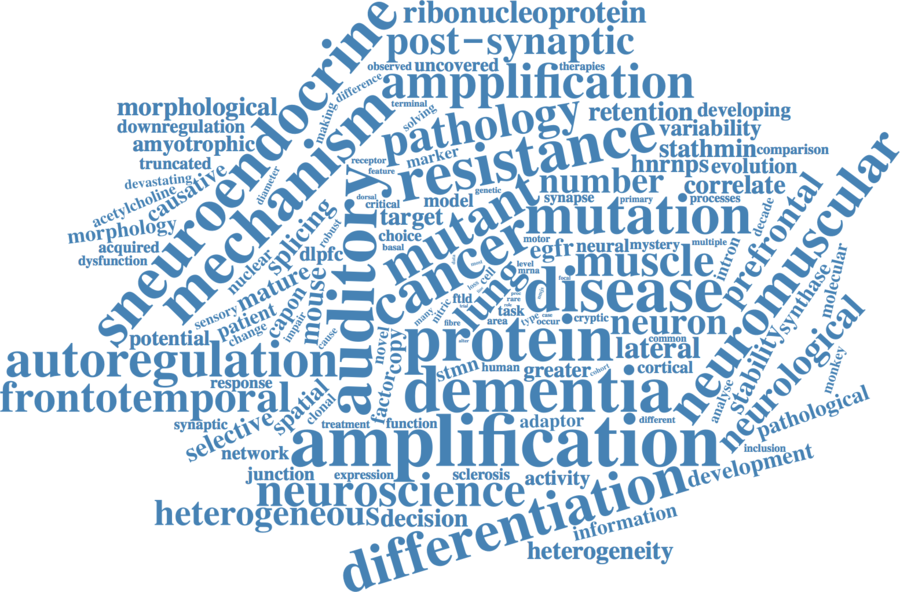 ribonucleoprotein
post-synaptic
observed
uncovered
therapies
sneuroendocrine
difference
ampplification
making
terminal
solving
morphological
mechanism
pathology
retention
developing
downregulation
variability
amyotrophic
marker
resistance
stathmin
comparison
truncated
receptor
feature
hnrnps
evolution
devastating
causative
diameter
dorsal
critical
model
genetic
number
correlate
acetylcholine
synapse
primary
processes
morphology
splicing
robust
auditory
target
mutant
mutation
decade
prefrontal
neuromuscular
acquired
choice
basal
motor
egfr
neural
mystery
multiple
dysfunction
nuclear
dlpfc
cancer
level
mrna
muscle
intron
mature
mouse
cell
lung
focal
disease
synthase
molecular
sensory
capon
ftld
rare
task
patient
impair
many
nitric
area
type
occur
cryptic
neuron
stability
change
cause
novel
copy
fibre
protein
potential
common
lateral
neurological
autoregulation
after
stmn
human
greater
cohort
cortical
monkey
response
factor
dementia
analyse
frontotemporal
spatial
clonal
pathological
synaptic
selective
treatment
function
adaptor
different
network
amplification
inclusion
junction
expression
sclerosis
activity
development
neuroscience
differentiation
heterogeneous
decision
information
heterogeneity